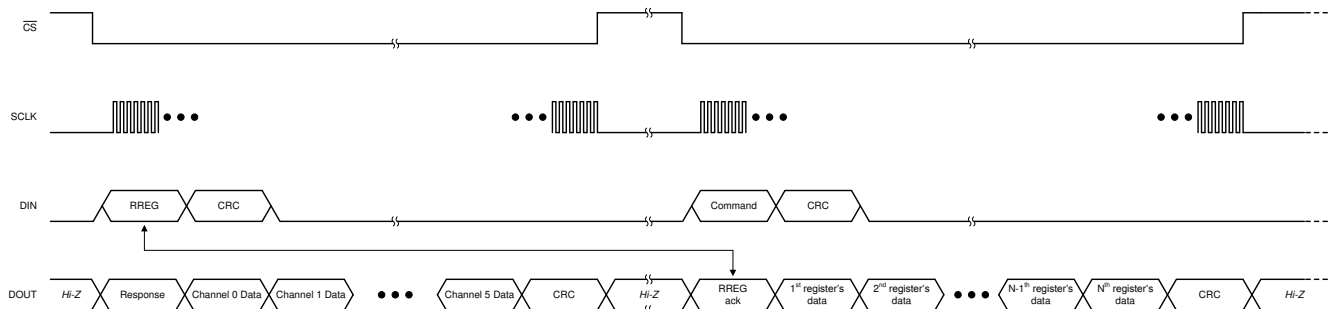 CS
SCLK
DIN
RREG
CRC
Command
CRC
DOUT
Hi-Z
Response
Channel 0 Data
Channel 1 Data
Channel 5 Data
CRC
Hi-Z
RREG
ack
1st register's
data
2nd register's
data
N-1th register's
data
Nth register's
data
CRC
Hi-Z